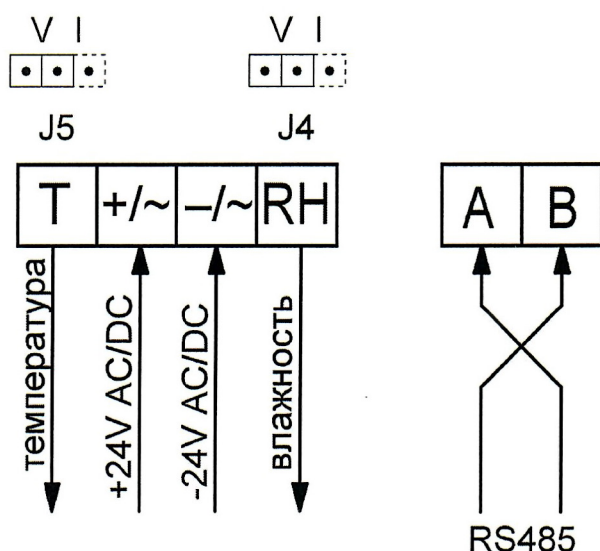 V I V I
J5 J4
T +/~ –/~ RH A B
температура
+24V AC/DC
-24V AC/DC
влажность
RS485